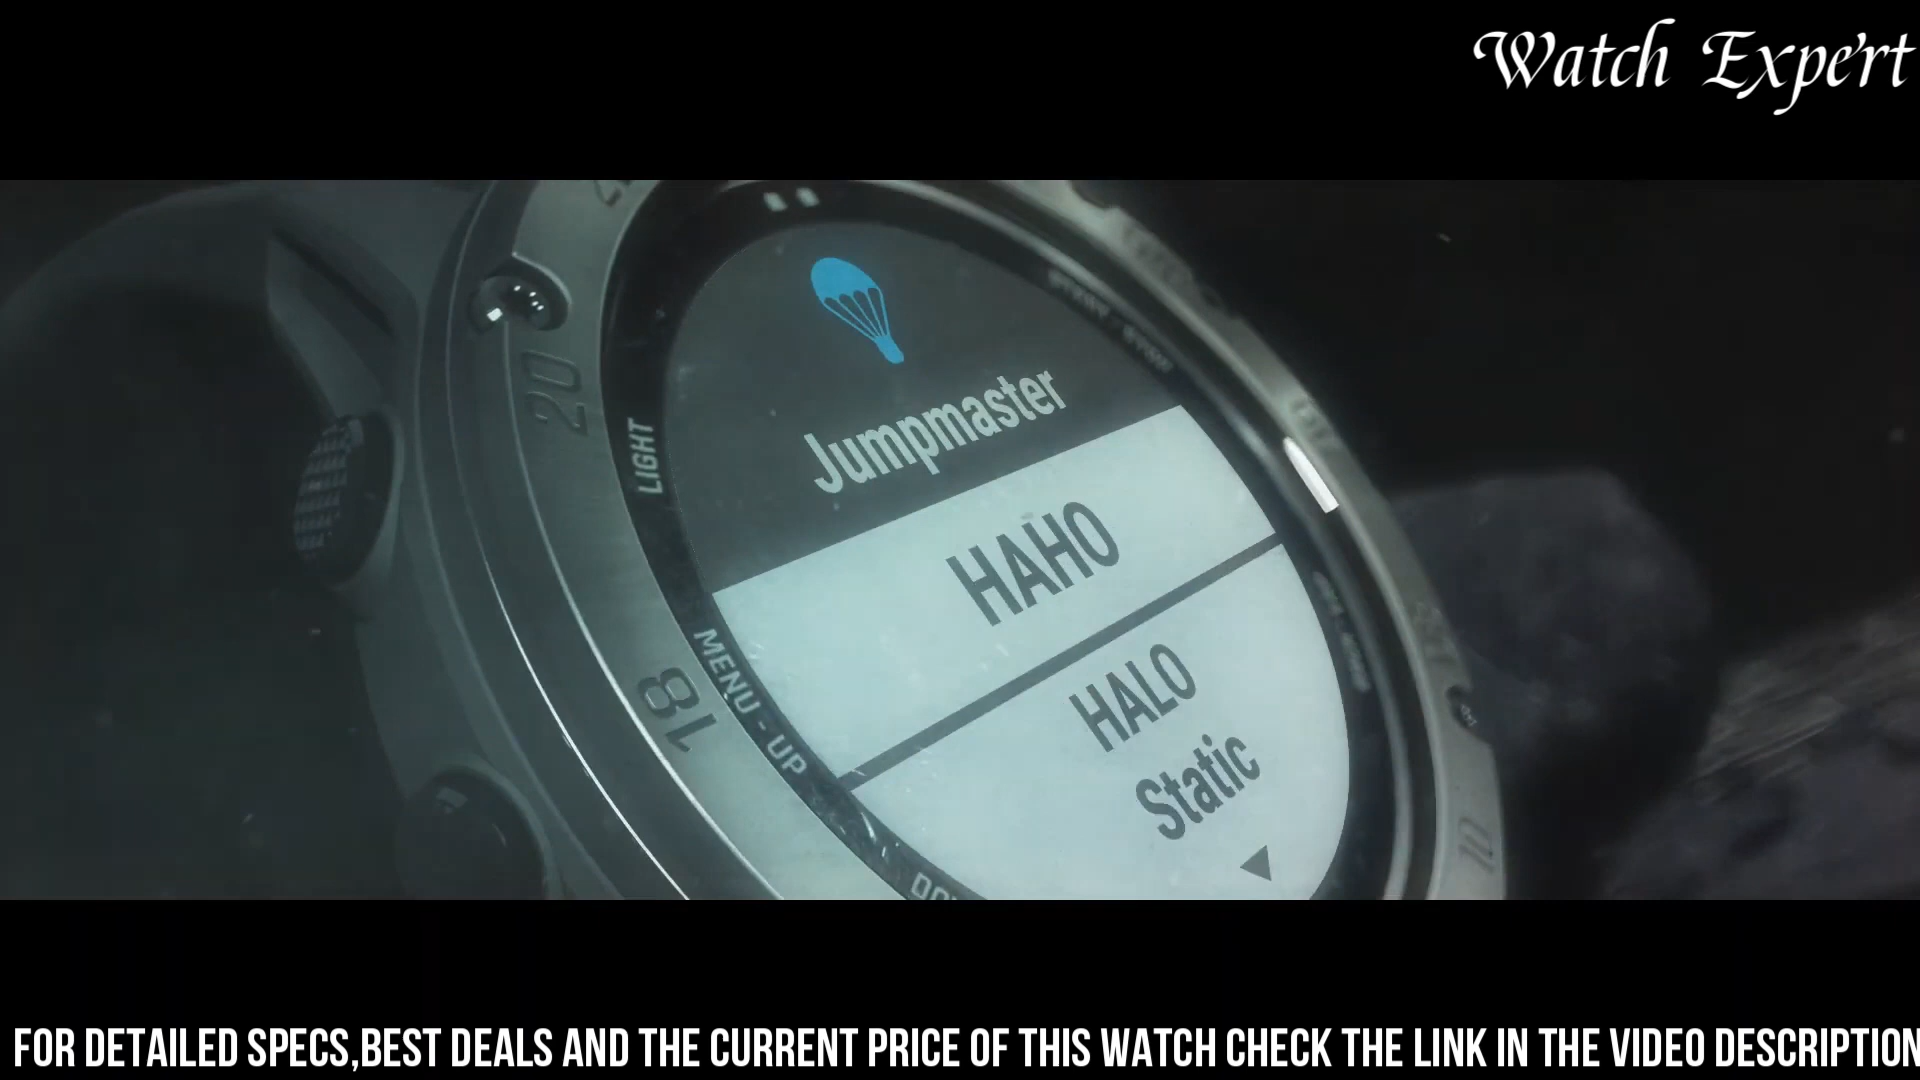 Watch Expert
Jumpmaster
HAHO
HALO
Static
LIGHT
MENU - UP
20
18
10
FOR DETAILED SPECS,BEST DEALS AND THE CURRENT PRICE OF THIS WATCH CHECK THE LINK IN THE VIDEO DESCRIPTION